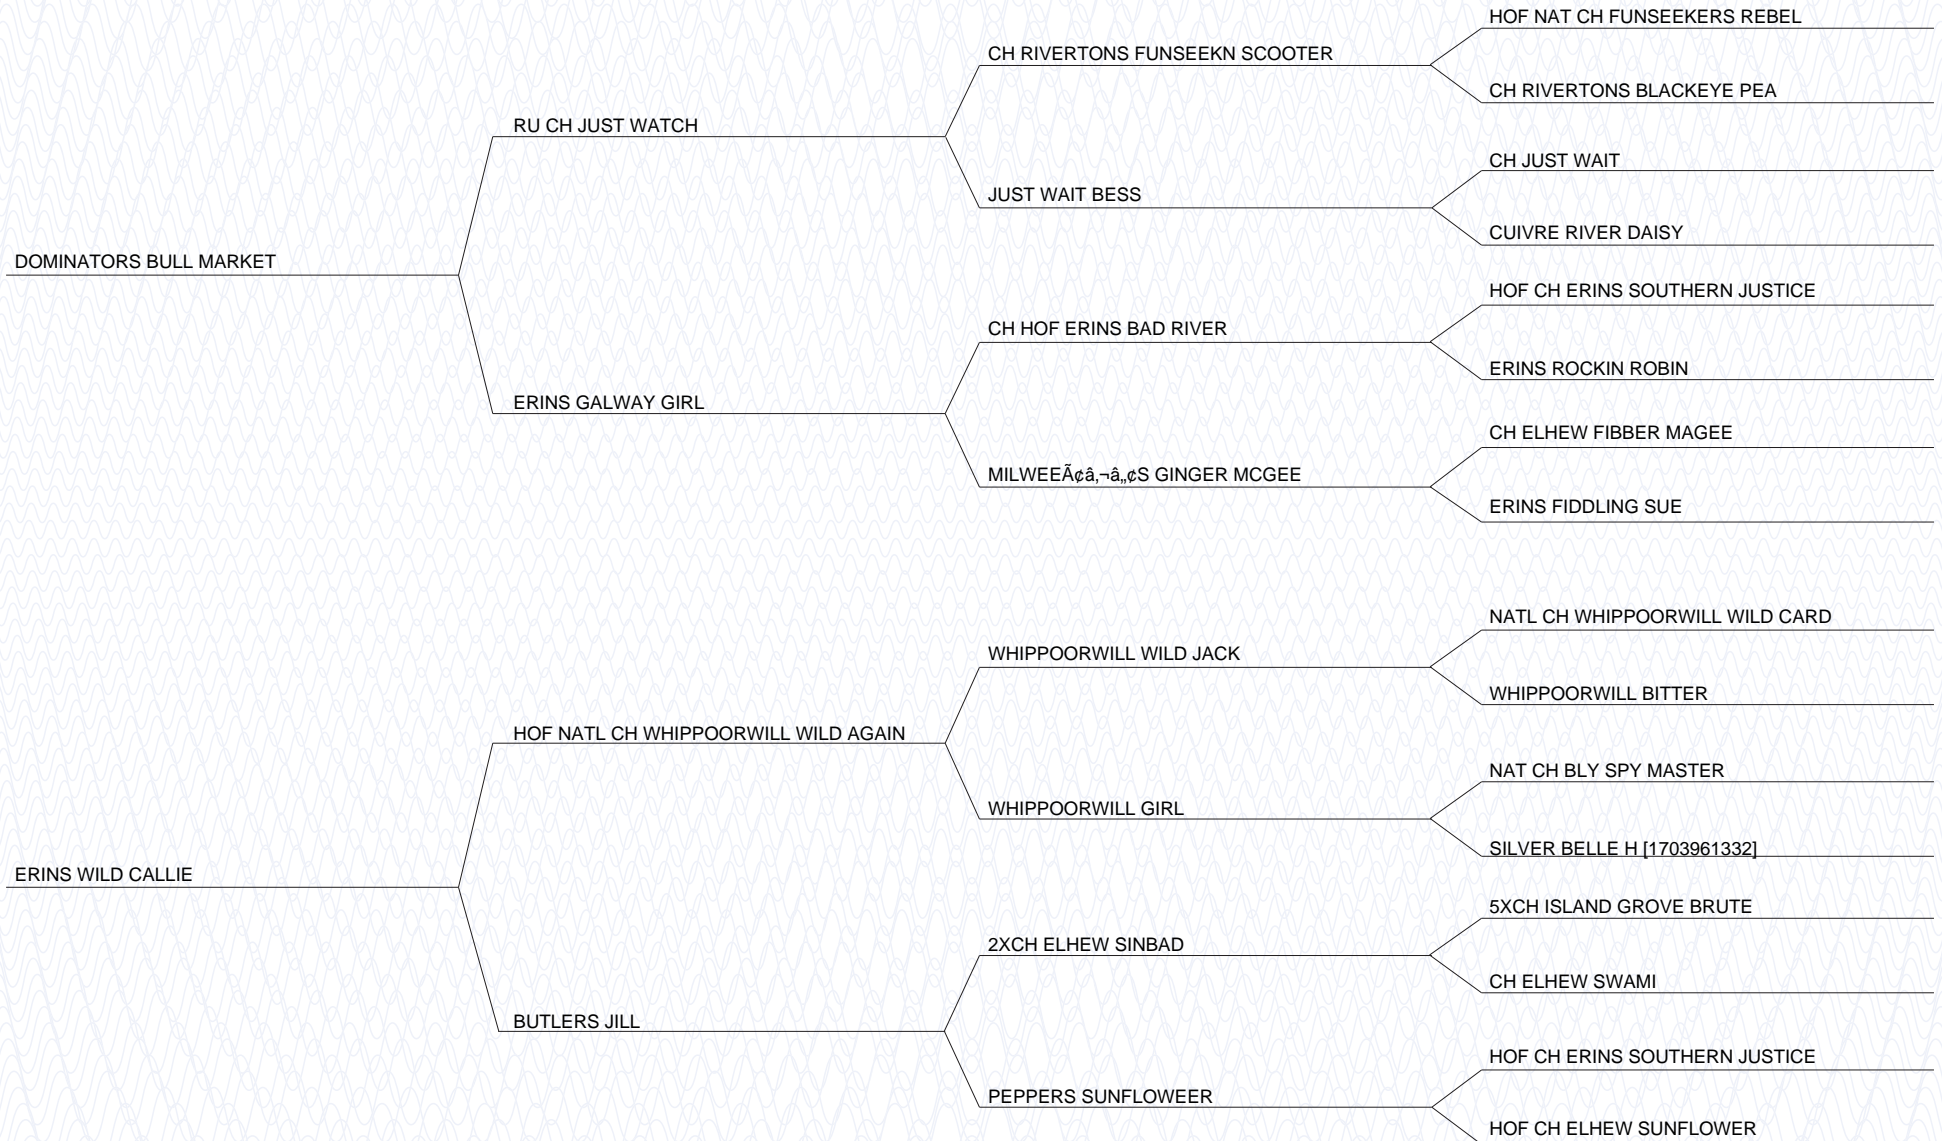 HOF NAT CH FUNSEEKERS REBEL
CH RIVERTONS FUNSEEKN SCOOTER
CH RIVERTONS BLACKEYE PEA
RU CH JUST WATCH
CH JUST WAIT
JUST WAIT BESS
CUIVRE RIVER DAISY
DOMINATORS BULL MARKET
HOF CH ERINS SOUTHERN JUSTICE
CH HOF ERINS BAD RIVER
ERINS ROCKIN ROBIN
ERINS GALWAY GIRL
CH ELHEW FIBBER MAGEE
MILWEEÃ¢â‚¬â„¢S GINGER MCGEE
ERINS FIDDLING SUE
NATL CH WHIPPOORWILL WILD CARD
WHIPPOORWILL WILD JACK
WHIPPOORWILL BITTER
HOF NATL CH WHIPPOORWILL WILD AGAIN
NAT CH BLY SPY MASTER
WHIPPOORWILL GIRL
SILVER BELLE H [1703961332]
ERINS WILD CALLIE
5XCH ISLAND GROVE BRUTE
2XCH ELHEW SINBAD
CH ELHEW SWAMI
BUTLERS JILL
HOF CH ERINS SOUTHERN JUSTICE
PEPPERS SUNFLOWEER
HOF CH ELHEW SUNFLOWER